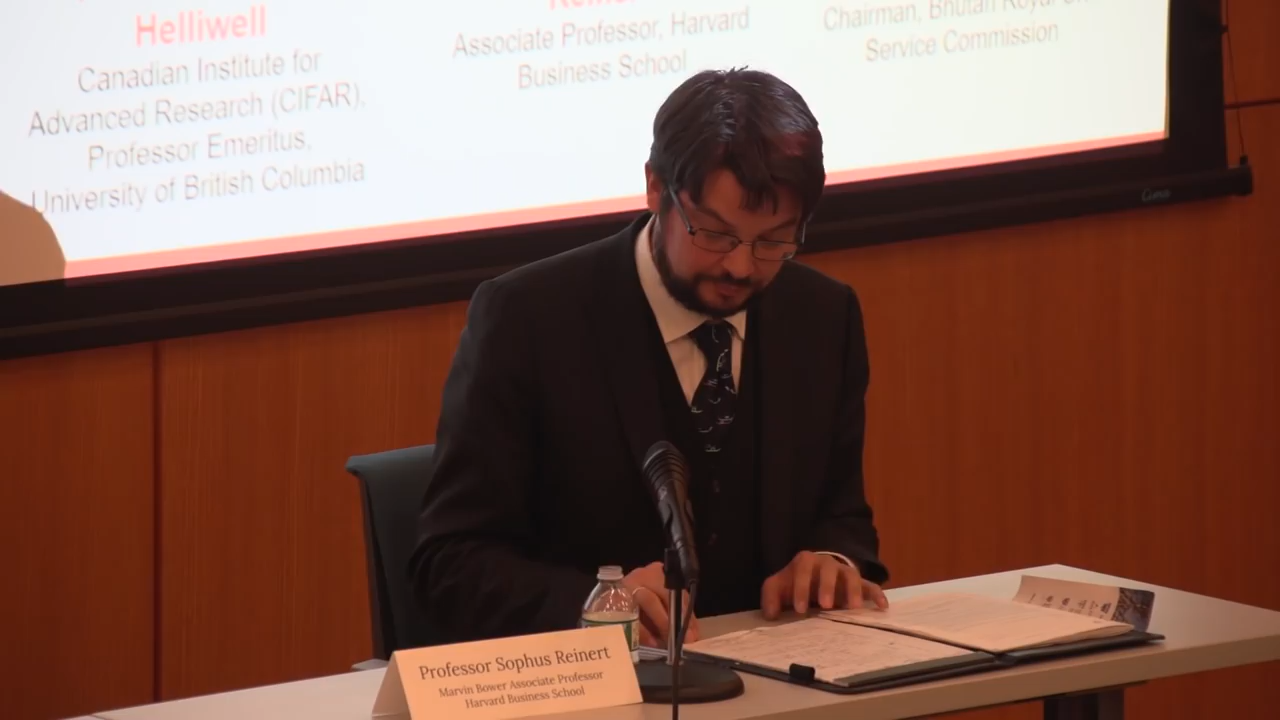 Helliwell
Canadian Institute for
Advanced Research (CIFAR),
Professor Emeritus,
University of British Columbia
Associate Professor, Harvard
Business School
Chairman, Bhutan Royal
Service Commission
Professor Sophus Reinert
Marvin Bower Associate Professor
Harvard Business School